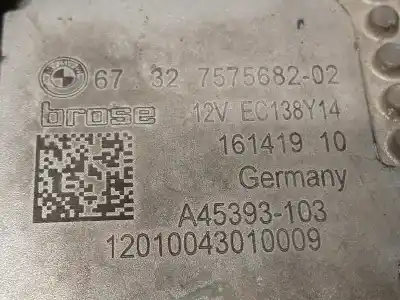 67 32 7575682-02
brose 12V EC138Y14
161419 10
Germany
A45393-103
12010043010009